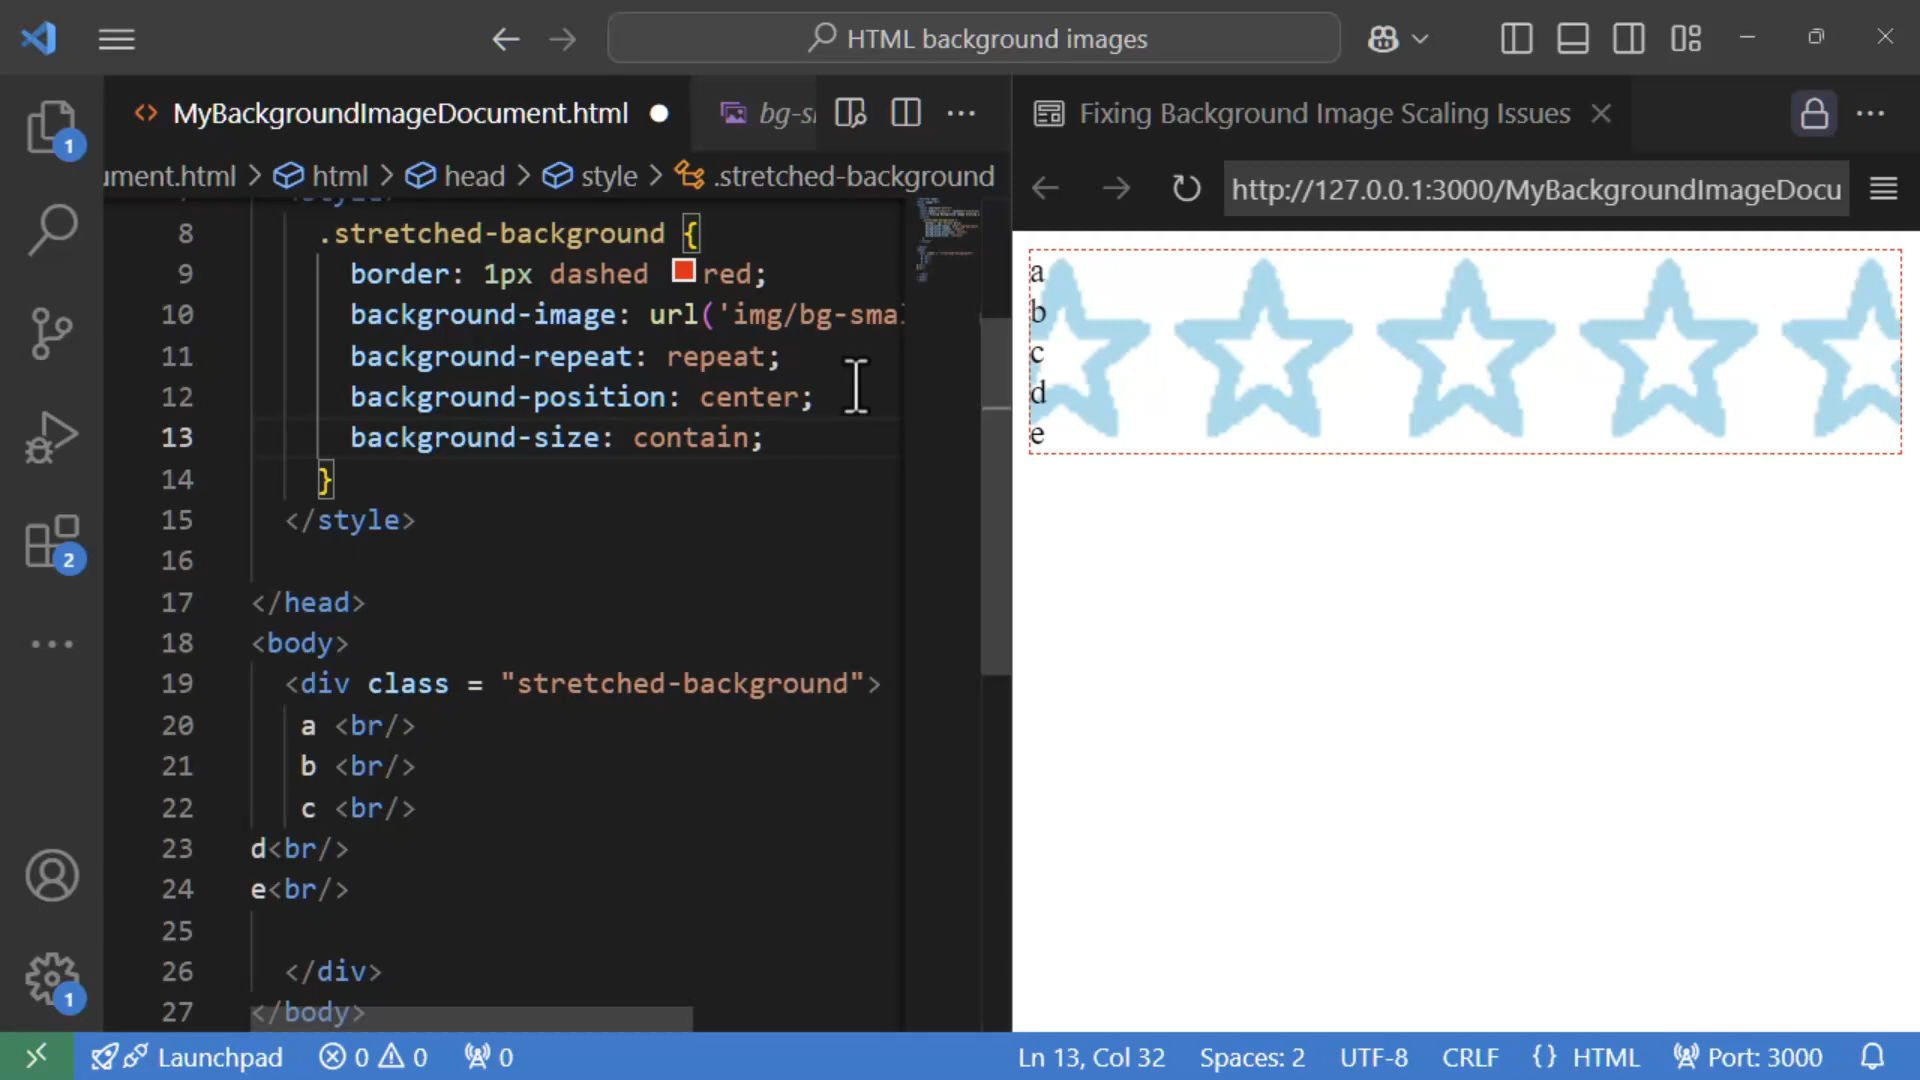 HTML background images
MyBackgroundImageDocument.html
Fixing Background Image Scaling Issues
ument.html > html > head > style > .stretched-background
http://127.0.0.1:3000/MyBackgroundImageDocu
8 .stretched-background {
9 border: 1px dashed red;
10 background-image: url('img/bg-smal
11 background-repeat: repeat;
12 background-position: center;
13 background-size: contain;
14 }
15 </style>
16
17 </head>
18 <body>
19 <div class = "stretched-background">
20 a <br/>
21 b <br/>
22 c <br/>
23 d<br/>
24 e<br/>
25
26 </div>
27 </body>
a
b
c
d
e
1
2
1
Launchpad 0 0 0 Ln 13, Col 32 Spaces: 2 UTF-8 CRLF {} HTML Port: 3000